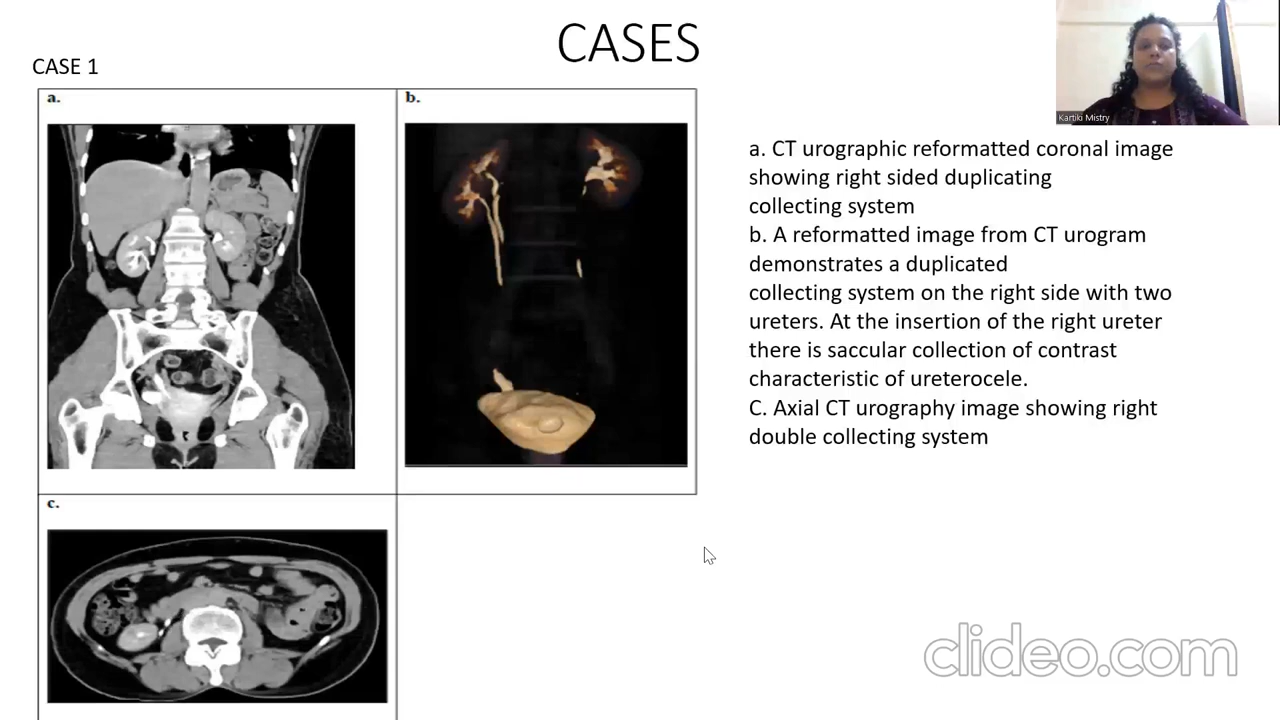 CASES
Kartiki Mistry
CASE 1
a.
b.
a. CT urographic reformatted coronal image
showing right sided duplicating
collecting system
b. A reformatted image from CT urogram
demonstrates a duplicated
collecting system on the right side with two
ureters. At the insertion of the right ureter
there is saccular collection of contrast
characteristic of ureterocele.
C. Axial CT urography image showing right
double collecting system
c.
clideo.com